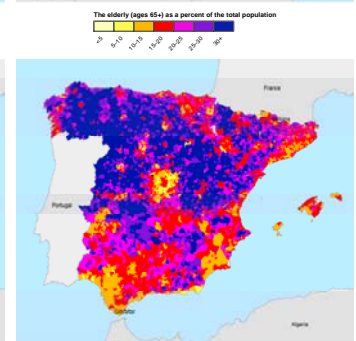 The elderly (ages 65+) as a percent of the total population
<5
5-10
10-15
15-20
20-25
25-30
30+
France
Portugal
Gibraltar
Algeria